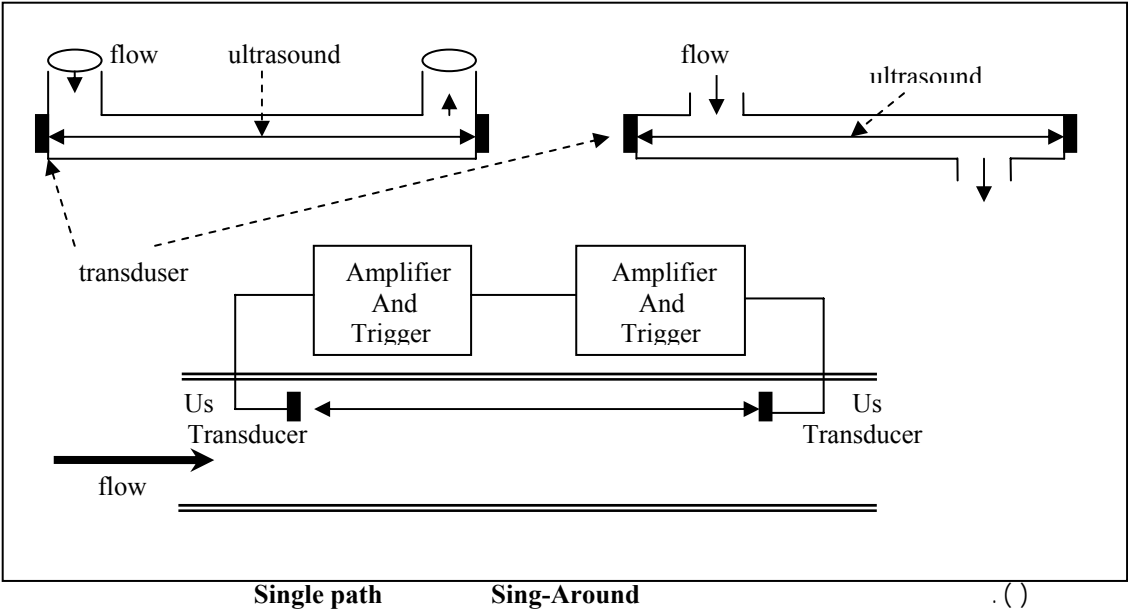 flow
ultrasound
flow
ultrasound
transduser
Amplifier
And
Trigger
Amplifier
And
Trigger
Us
Transducer
Us
Transducer
flow
Single path Sing-Around .( )